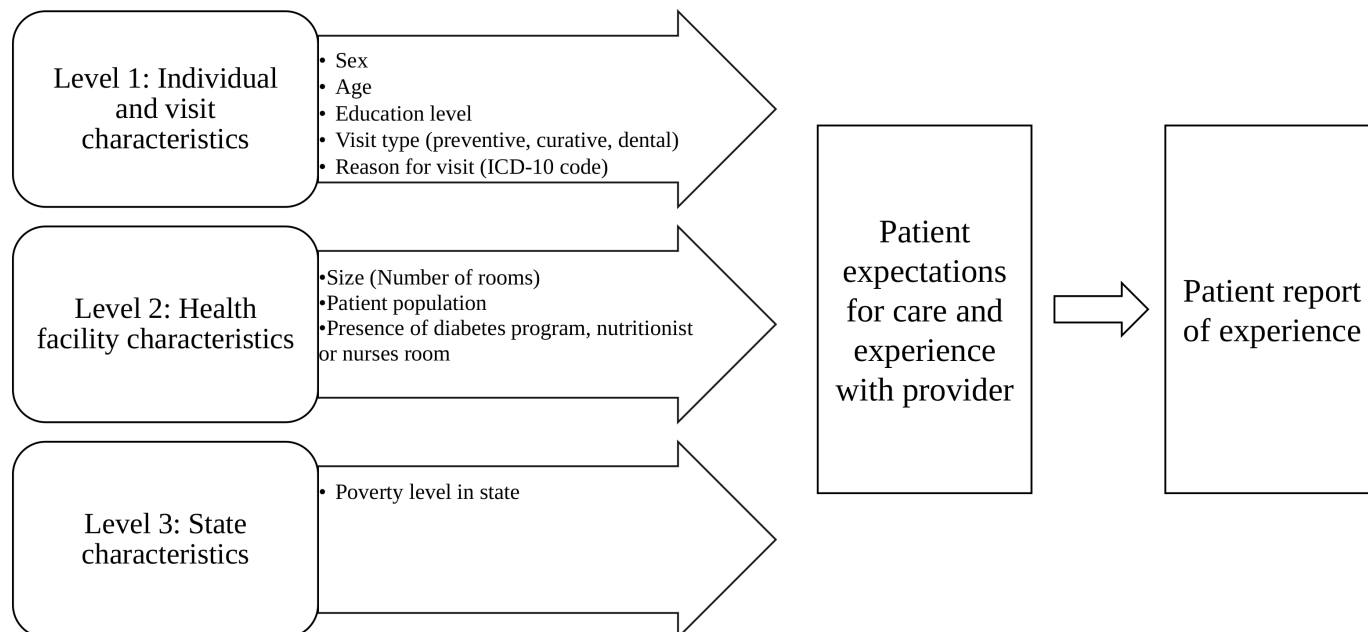 Level 1: Individual
and visit
characteristics
• Sex
• Age
• Education level
• Visit type (preventive, curative, dental)
• Reason for visit (ICD-10 code)
Level 2: Health
facility characteristics
•Size (Number of rooms)
•Patient population
•Presence of diabetes program, nutritionist
or nurses room
Level 3: State
characteristics
• Poverty level in state
Patient
expectations
for care and
experience
with provider
Patient report
of experience